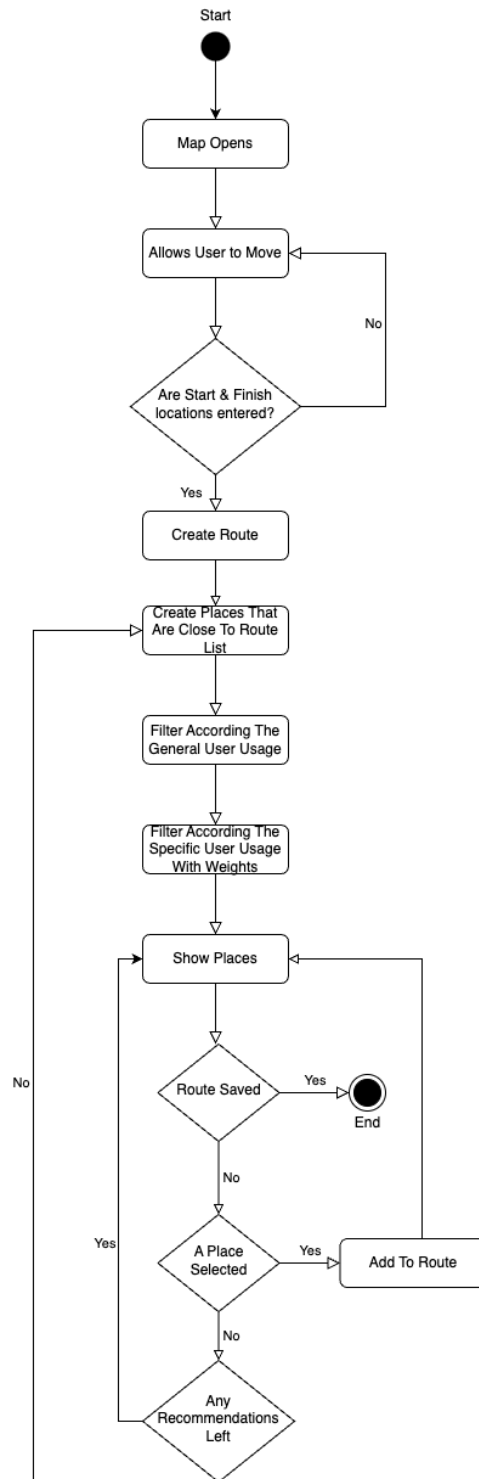 Start
Map Opens
Allows User to Move
No
Are Start & Finish
locations entered?
Yes
Create Route
Create Places That
Are Close To Route
List
Filter According The
General User Usage
Filter According The
Specific User Usage
With Weights
Show Places
No
Route Saved
Yes
End
No
Yes
A Place
Selected
Yes
Add To Route
No
Any
Recommendations
Left